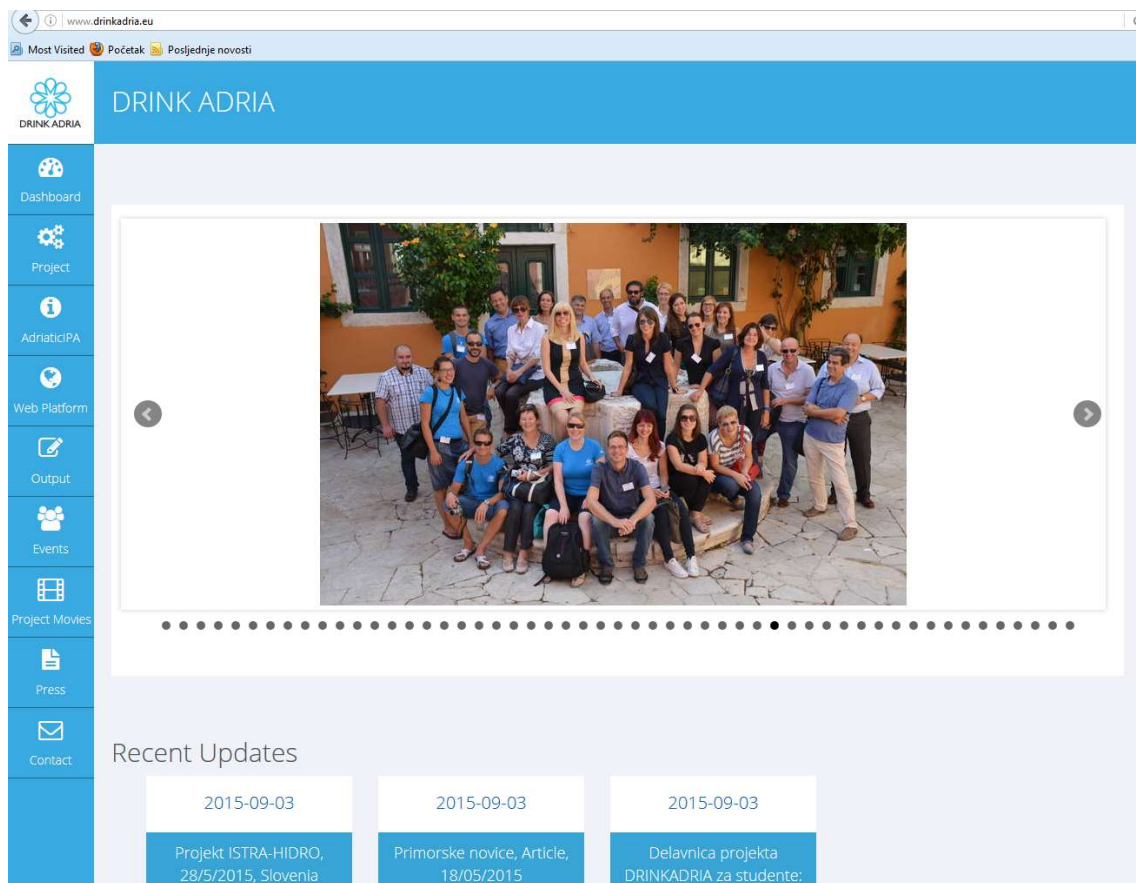 www.drinkadria.eu
Most Visited Početak Posljednje novosti
DRINK ADRIA
DRINK ADRIA
Dashboard
Project
AdriaticIPA
Web Platform
Output
Events
Project Movies
Press
Contact
Recent Updates
2015-09-03
Projekt ISTRA-HIDRO,
28/5/2015, Slovenia
2015-09-03
Primorske novice, Article,
18/05/2015
2015-09-03
Delavnica projekta
DRINKADRIA za studente: